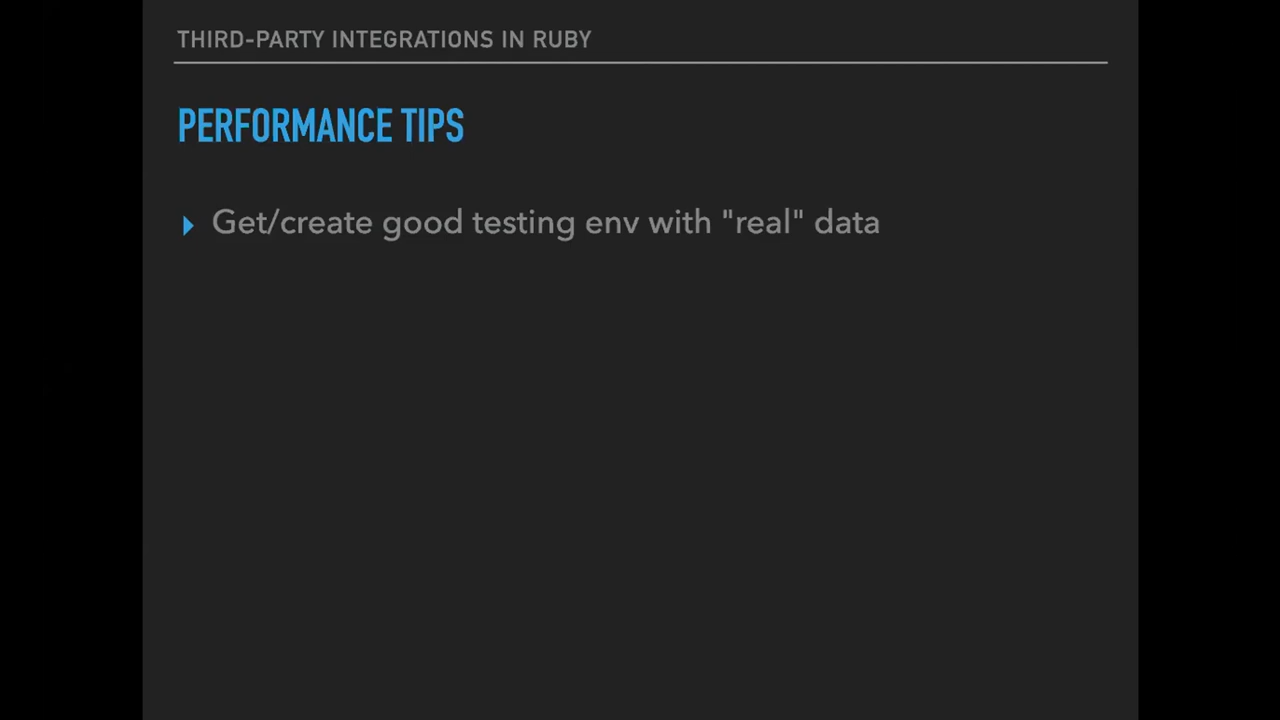 THIRD-PARTY INTEGRATIONS IN RUBY
PERFORMANCE TIPS
Get/create good testing env with "real" data